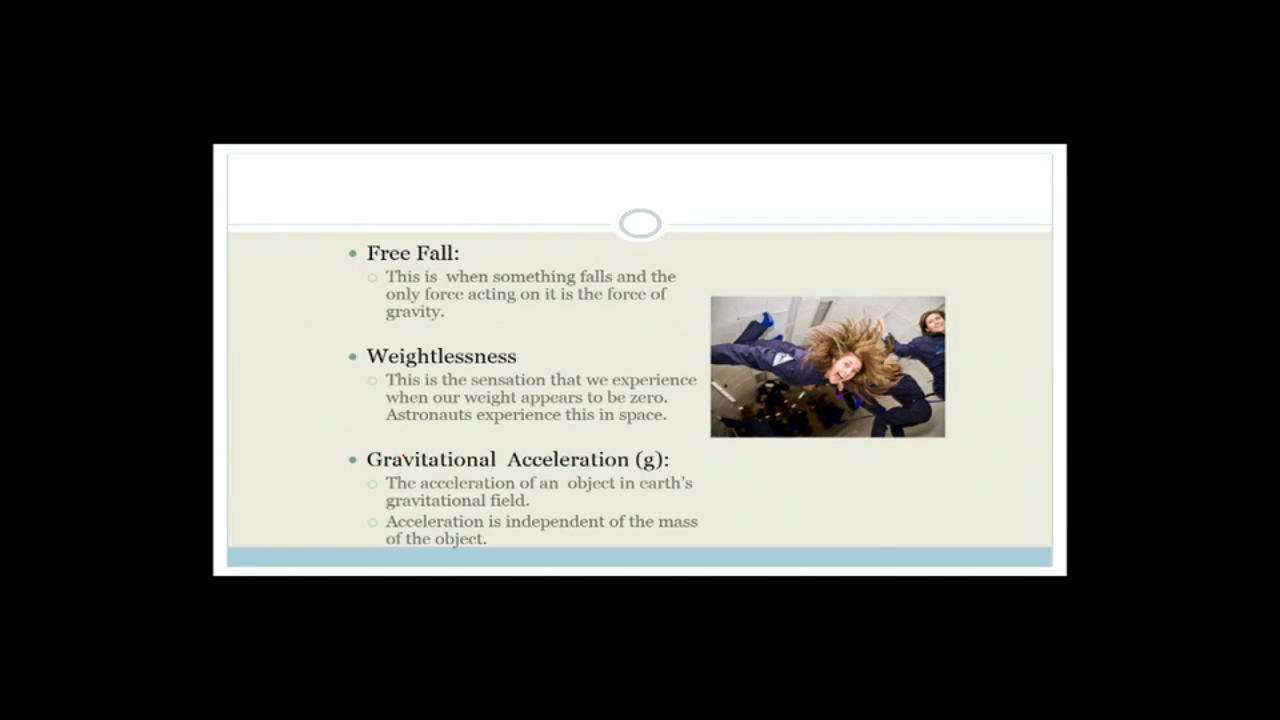 Free Fall:
This is when something falls and the
only force acting on it is the force of
gravity.
Weightlessness
This is the sensation that we experience
when our weight appears to be zero.
Astronauts experience this in space.
Gravitational Acceleration (g):
The acceleration of an object in earth's
gravitational field.
Acceleration is independent of the mass
of the object.